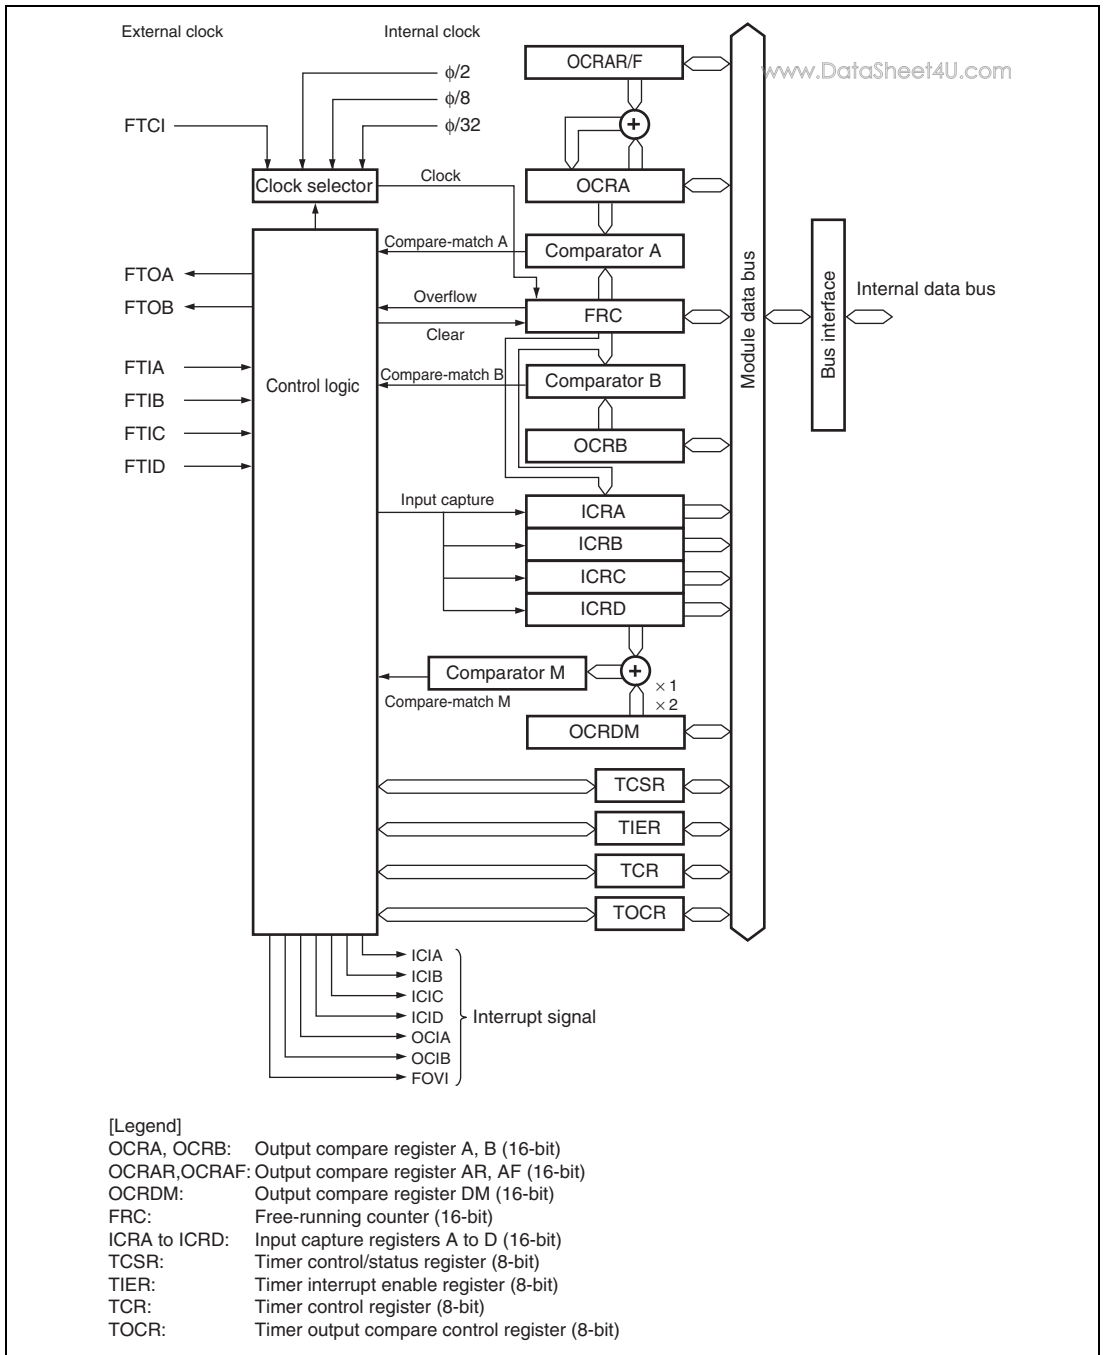 External clock
Internal clock
φ/2
φ/8
φ/32
FTCI
OCRAR/F
www.DataSheet4U.com
+
Clock selector
Clock
OCRA
Compare-match A
Comparator A
FTOA
FTOB
Overflow
FRC
Clear
Module data bus
Bus interface
Internal data bus
FTIA
FTIB
FTIC
FTID
Control logic
Compare-match B
Comparator B
OCRB
Input capture
ICRA
ICRB
ICRC
ICRD
Comparator M
+
× 1
× 2
Compare-match M
OCRDM
TCSR
TIER
TCR
TOCR
ICIA
ICIB
ICIC
ICID
OCIA
OCIB
FOVI
Interrupt signal
[Legend]
OCRA, OCRB: Output compare register A, B (16-bit)
OCRAR,OCRAF: Output compare register AR, AF (16-bit)
OCRDM: Output compare register DM (16-bit)
FRC: Free-running counter (16-bit)
ICRA to ICRD: Input capture registers A to D (16-bit)
TCSR: Timer control/status register (8-bit)
TIER: Timer interrupt enable register (8-bit)
TCR: Timer control register (8-bit)
TOCR: Timer output compare control register (8-bit)